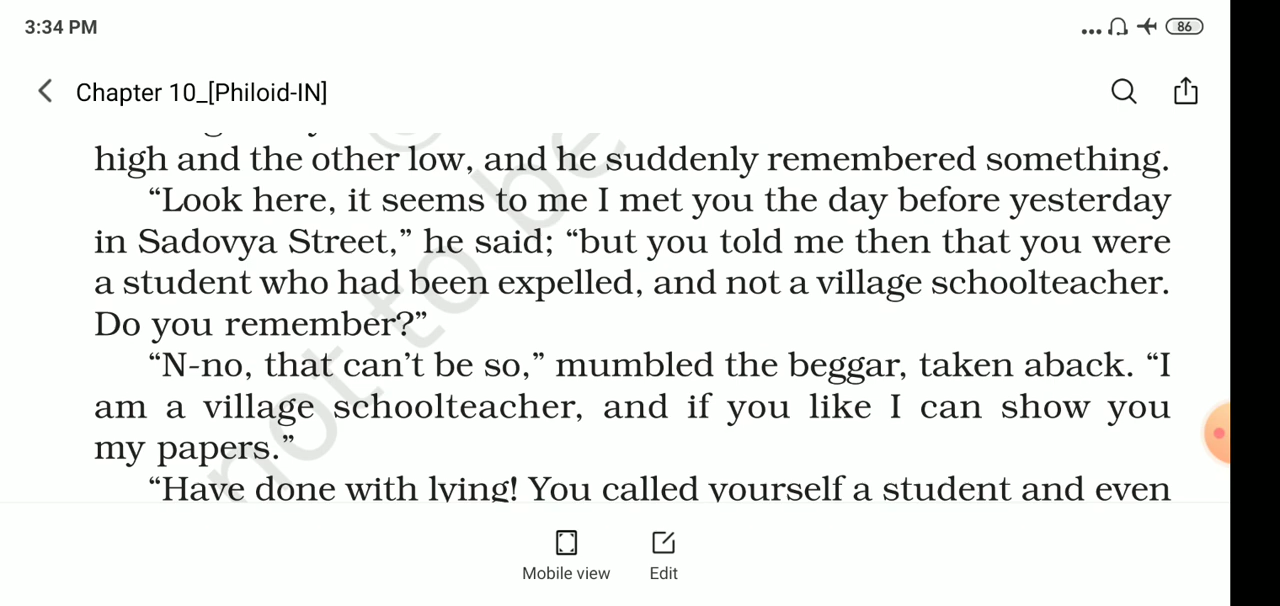 3:34 PM
86
Chapter 10_[Philoid-IN]
high and the other low, and he suddenly remembered something.
“Look here, it seems to me I met you the day before yesterday
in Sadovya Street,” he said; “but you told me then that you were
a student who had been expelled, and not a village schoolteacher.
Do you remember?”
“N-no, that can’t be so,” mumbled the beggar, taken aback. “I
am a village schoolteacher, and if you like I can show you
my papers.”
“Have done with lying! You called yourself a student and even
not to be
Mobile view
Edit